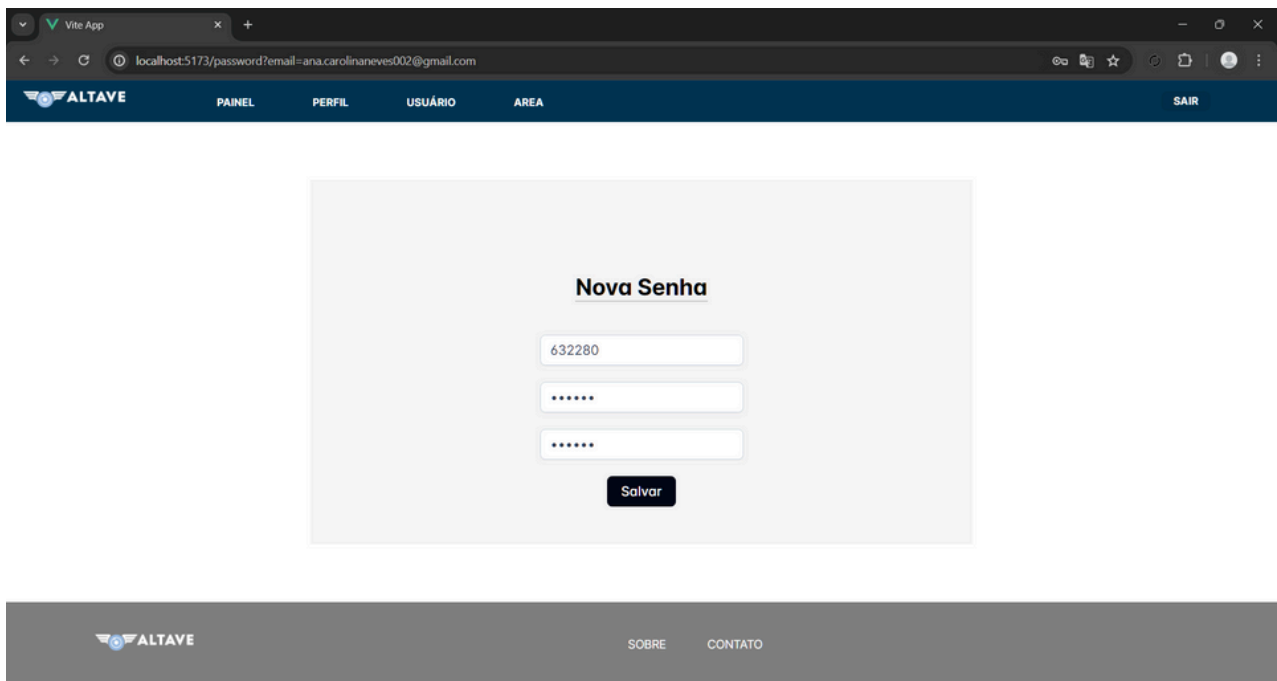 Vite App
localhost:5173/password?email=ana.carolinaneves002@gmail.com
ALTAVE PAINEL PERFIL USUÁRIO AREA SAIR
Nova Senha
632280
••••••
••••••
Salvar
ALTAVE SOBRE CONTATO